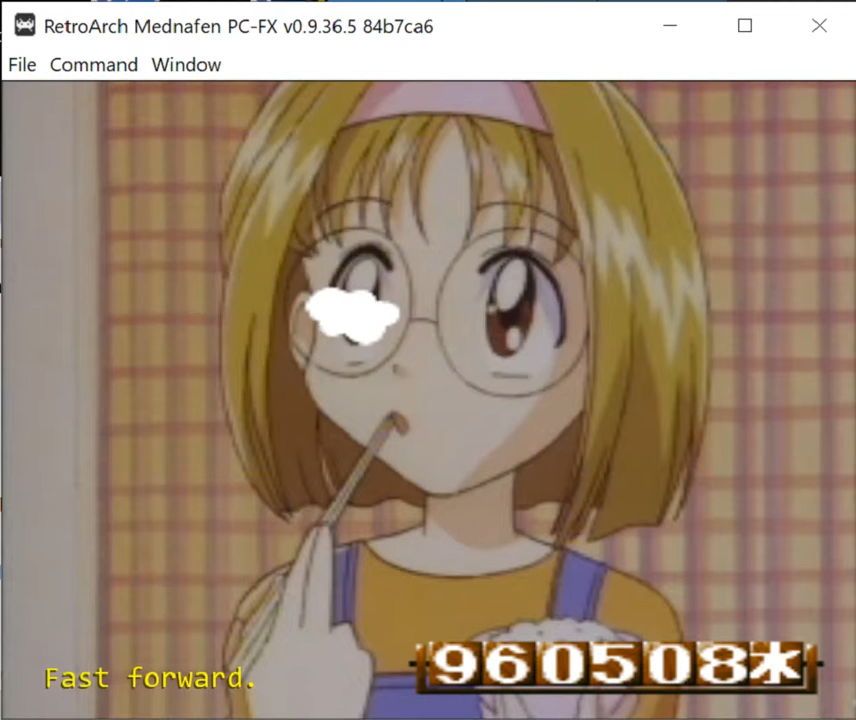 RetroArch Mednafen PC-FX v0.9.36.5 84b7ca6
File Command Window
Fast forward.
960508水